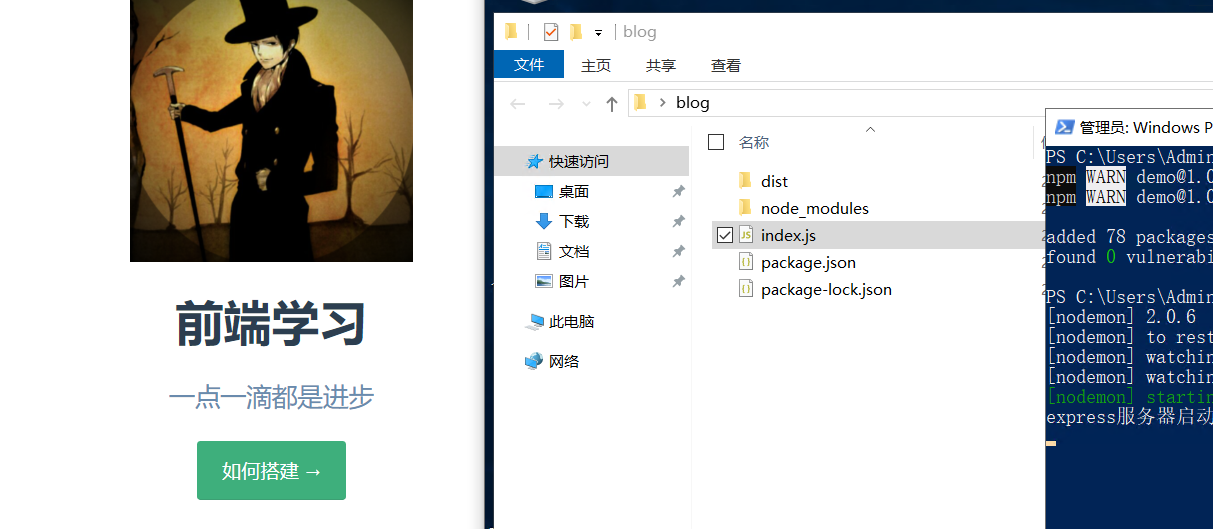 前端学习
一点一滴都是进步
如何搭建 →
blog
文件 主页 共享 查看
blog
名称
快速访问
桌面
下载
文档
图片
此电脑
网络
dist
node_modules
index.js
package.json
package-lock.json
管理员: Windows P
PS C:\Users\Admin
npm WARN demo@1.0
npm WARN demo@1.0
added 78 packages
found 0 vulnerabi
PS C:\Users\Admin
[nodemon] 2.0.6
[nodemon] to rest
[nodemon] watchin
[nodemon] watchin
[nodemon] startin
express服务器启动